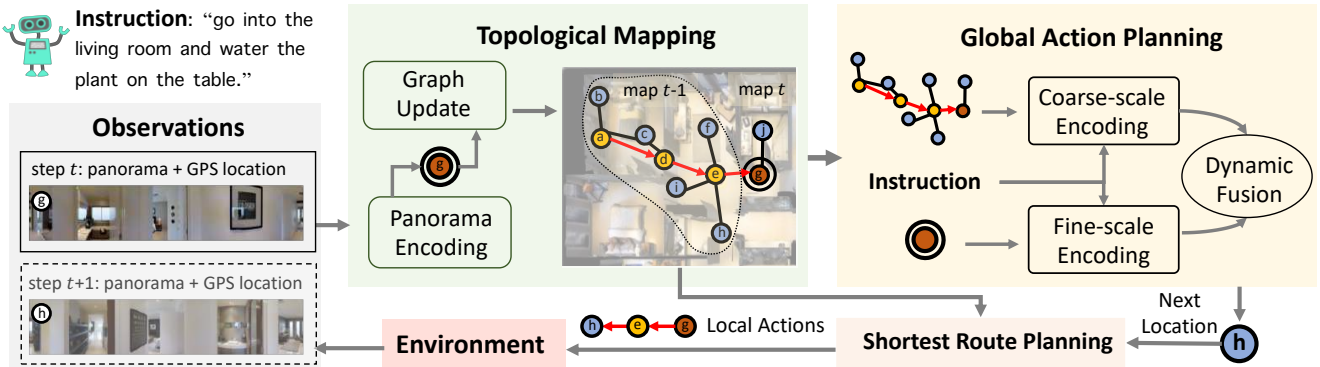 Instruction: “go into the
living room and water the
plant on the table.”
Observations
step t: panorama + GPS location
g
step t+1: panorama + GPS location
h
Topological Mapping
Graph
Update
g
Panorama
Encoding
map t-1
map t
b
a
c
d
f
e
i
h
j
g
Global Action Planning
Coarse-scale
Encoding
Instruction
Fine-scale
Encoding
Dynamic
Fusion
Next
Location
h
Shortest Route Planning
h e g Local Actions
Environment